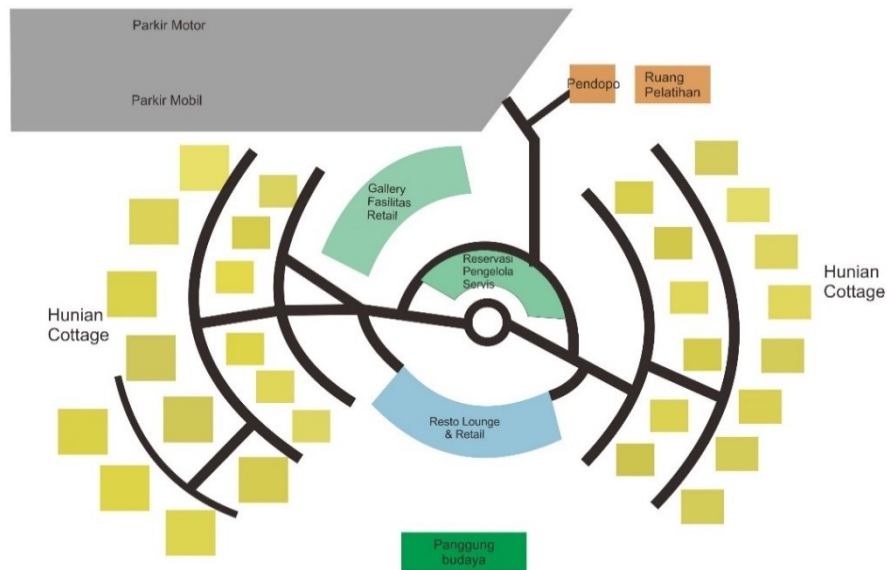 Parkir Motor
Parkir Mobil
Pendopo
Ruang
Pelatihan
Gallery
Fasilitas
Retail
Reservasi
Pengelola
Servis
Hunian
Cottage
Hunian
Cottage
Resto Lounge
& Retail
Panggung
budaya